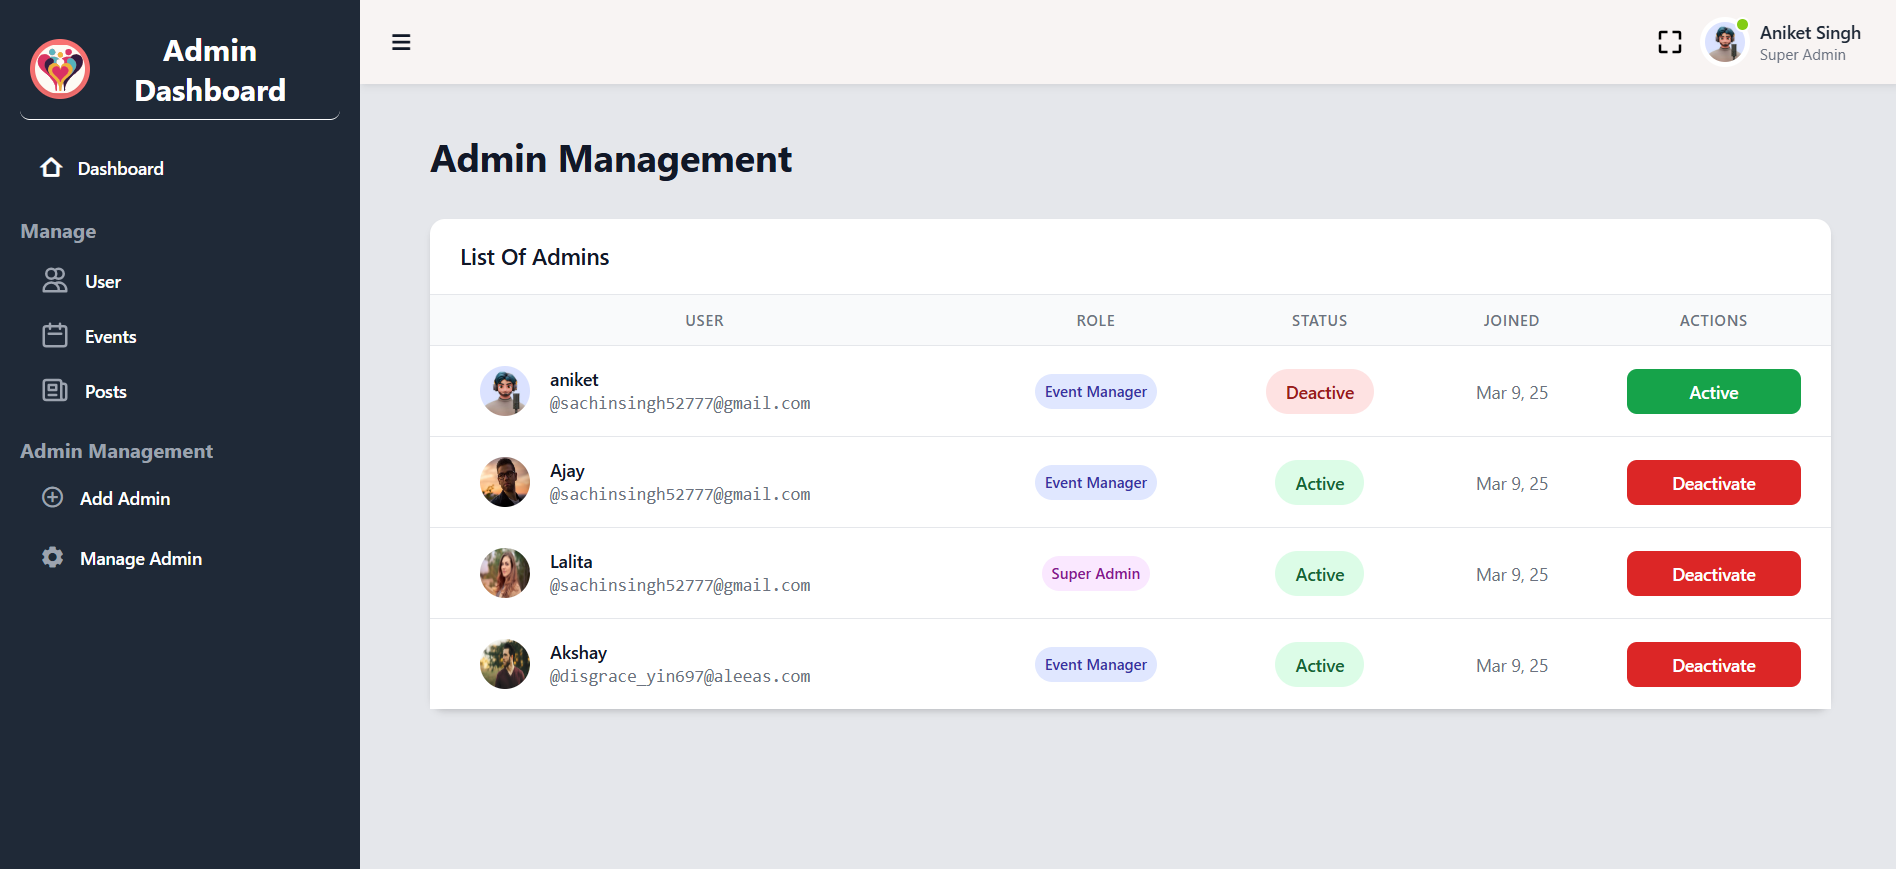 Admin
Dashboard
Dashboard
Manage
User
Events
Posts
Admin Management
Add Admin
Manage Admin
Aniket Singh
Super Admin
Admin Management
List Of Admins
USER ROLE STATUS JOINED ACTIONS
aniket
@sachinsingh52777@gmail.com
Event Manager Deactive Mar 9, 25 Active
Ajay
@sachinsingh52777@gmail.com
Event Manager Active Mar 9, 25 Deactivate
Lalita
@sachinsingh52777@gmail.com
Super Admin Active Mar 9, 25 Deactivate
Akshay
@disgrace_yin697@aleeas.com
Event Manager Active Mar 9, 25 Deactivate